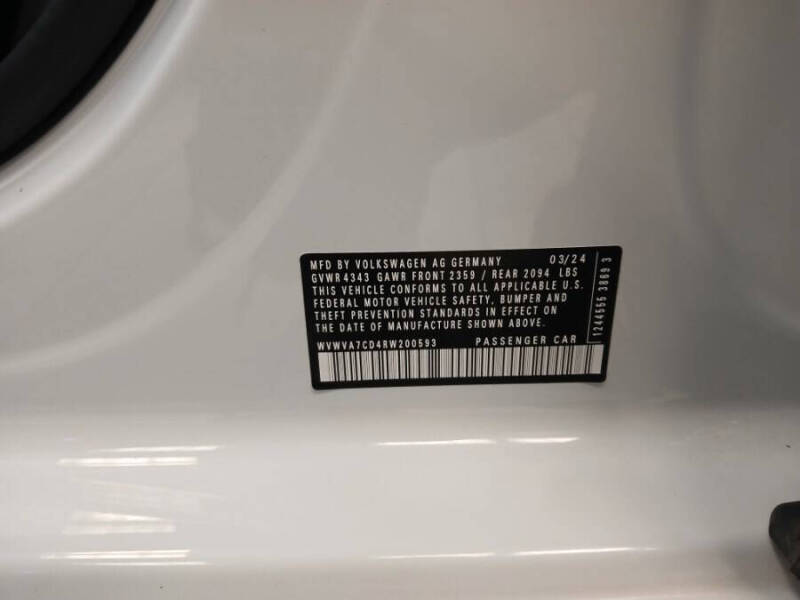 MFD BY VOLKSWAGEN AG GERMANY 03/24
GVWR 4343 GAWR FRONT 2359 / REAR 2094 LBS
THIS VEHICLE CONFORMS TO ALL APPLICABLE U.S.
FEDERAL MOTOR VEHICLE SAFETY, BUMPER AND
THEFT PREVENTION STANDARDS IN EFFECT ON
THE DATE OF MANUFACTURE SHOWN ABOVE.
WVWVA7CD4RW200593 PASSENGER CAR
1244555 3869 3